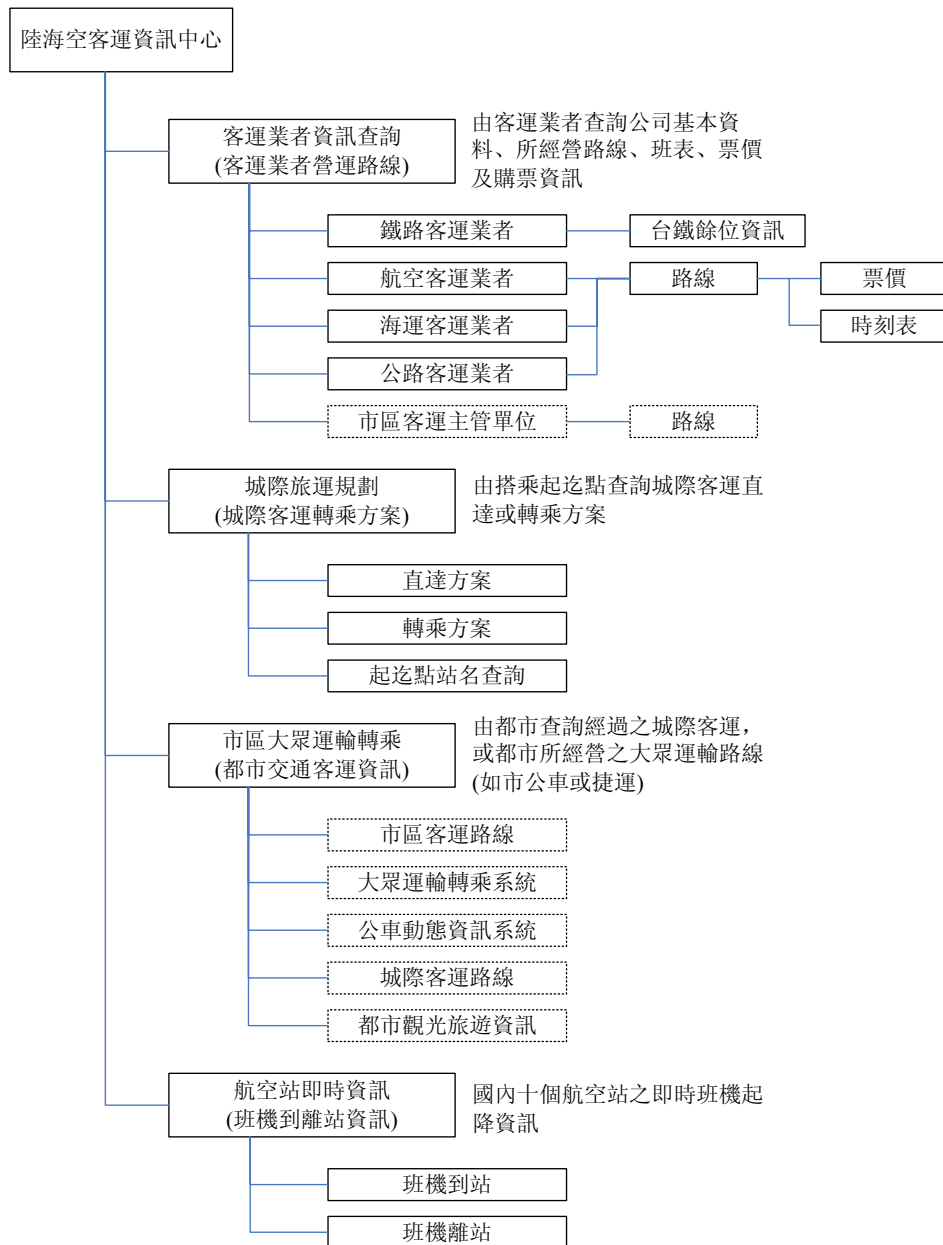 陸海空客運資訊中心
客運業者資訊查詢
(客運業者營運路線)
由客運業者查詢公司基本資
料、所經營路線、班表、票價
及購票資訊
鐵路客運業者
台鐵餘位資訊
航空客運業者
路線
票價
海運客運業者
時刻表
公路客運業者
市區客運主管單位
路線
城際旅運規劃
(城際客運轉乘方案)
由搭乘起迄點查詢城際客運直
達或轉乘方案
直達方案
轉乘方案
起迄點站名查詢
市區大眾運輸轉乘
(都市交通客運資訊)
由都市查詢經過之城際客運，
或都市所經營之大眾運輸路線
(如市公車或捷運)
市區客運路線
大眾運輸轉乘系統
公車動態資訊系統
城際客運路線
都市觀光旅遊資訊
航空站即時資訊
(班機到離站資訊)
國內十個航空站之即時班機起
降資訊
班機到站
班機離站